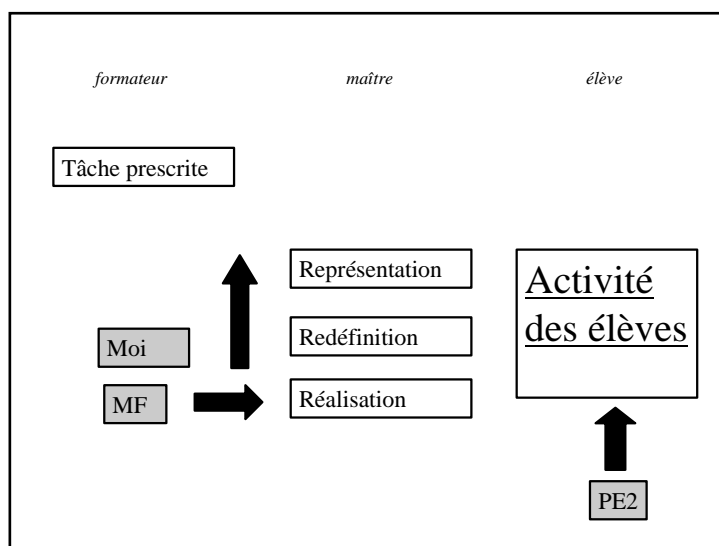 formateur
maître
élève
Tâche prescrite
Représentation
Activité
des élèves
Redéfinition
Moi
MF
Réalisation
PE2